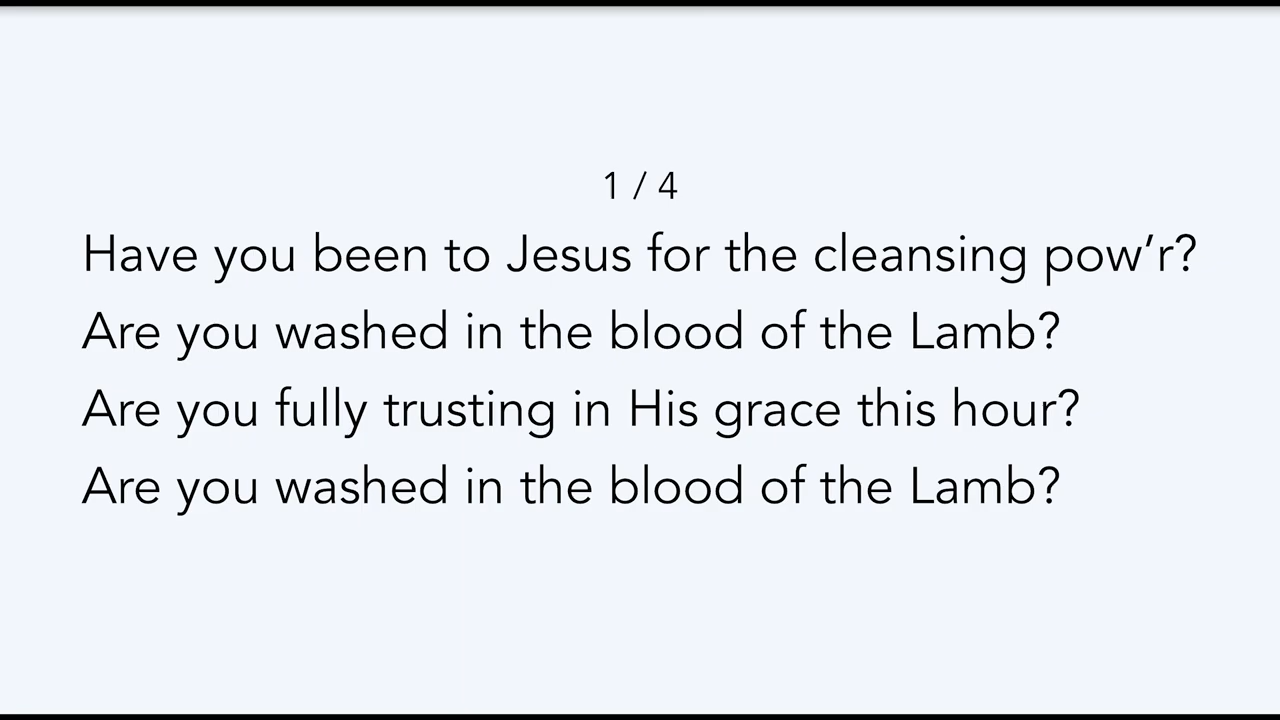 1 / 4
Have you been to Jesus for the cleansing pow’r?
Are you washed in the blood of the Lamb?
Are you fully trusting in His grace this hour?
Are you washed in the blood of the Lamb?